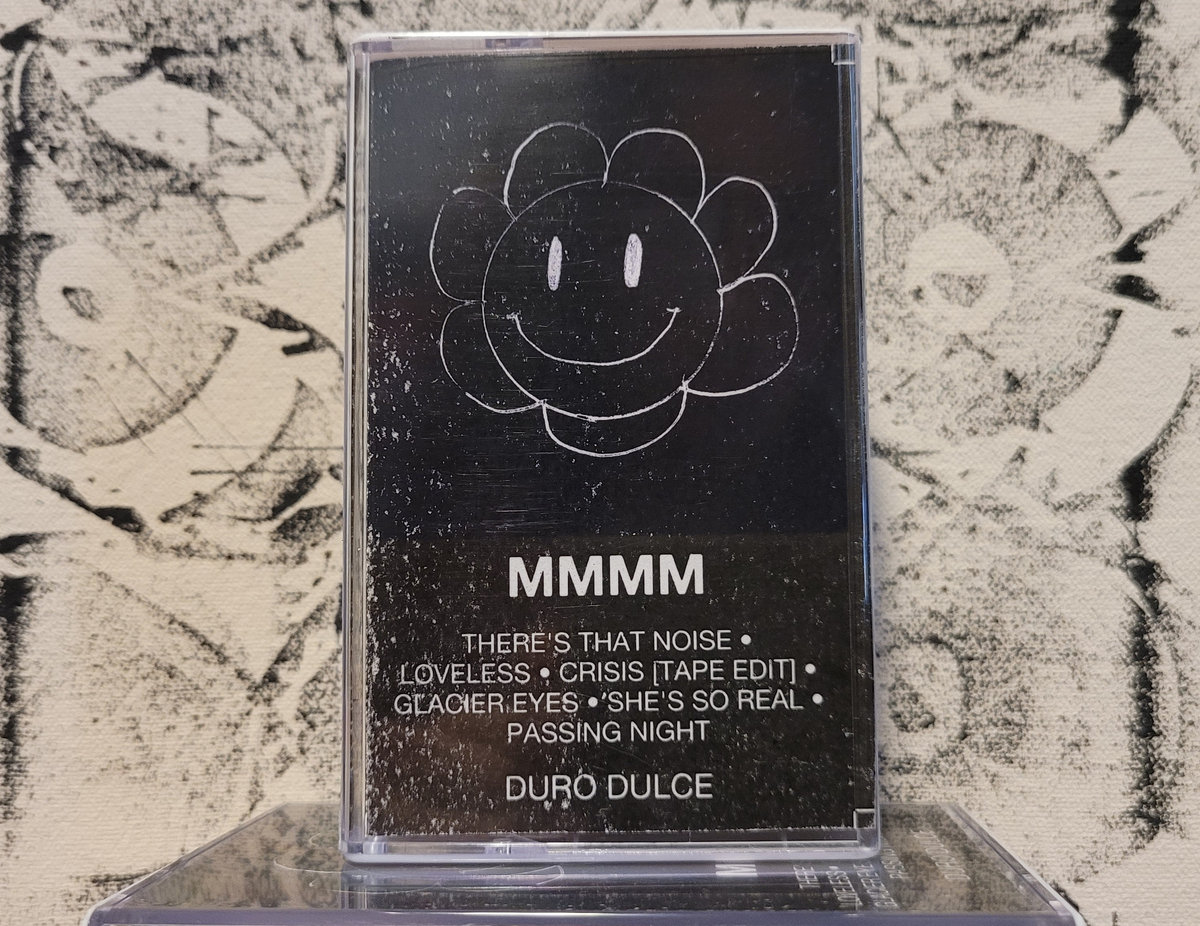 MMMM
THERE'S THAT NOISE •
LOVELESS • CRISIS [TAPE EDIT] •
GLACIER EYES • SHE'S SO REAL •
PASSING NIGHT
DURO DULCE